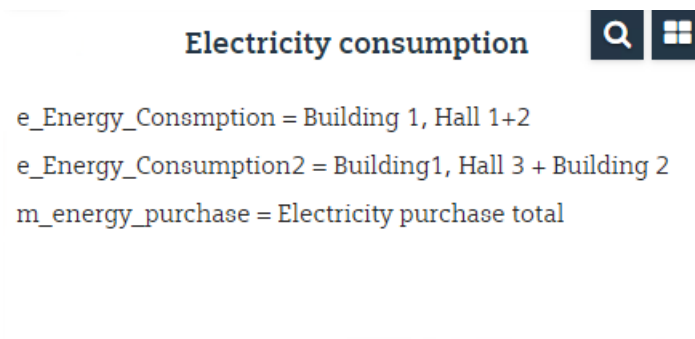 Electricity consumption
e_Energy_Consmption = Building 1, Hall 1+2
e_Energy_Consumption2 = Building1, Hall 3 + Building 2
m_energy_purchase = Electricity purchase total